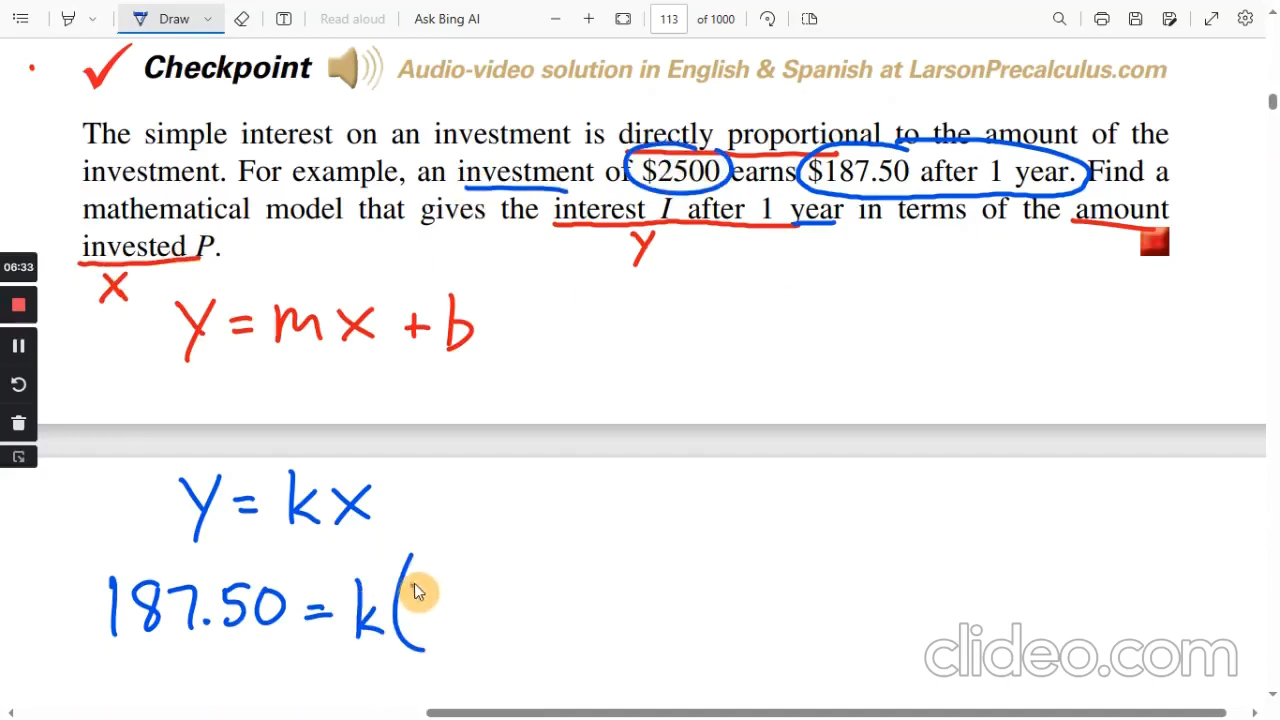 Draw Read aloud Ask Bing AI 113 of 1000
Checkpoint Audio-video solution in English & Spanish at LarsonPrecalculus.com
The simple interest on an investment is directly proportional to the amount of the
investment. For example, an investment of $2500 earns $187.50 after 1 year. Find a
mathematical model that gives the interest I after 1 year in terms of the amount
invested P.
06:33
y
x
y = mx + b
y = kx
187.50 = k(
clideo.com